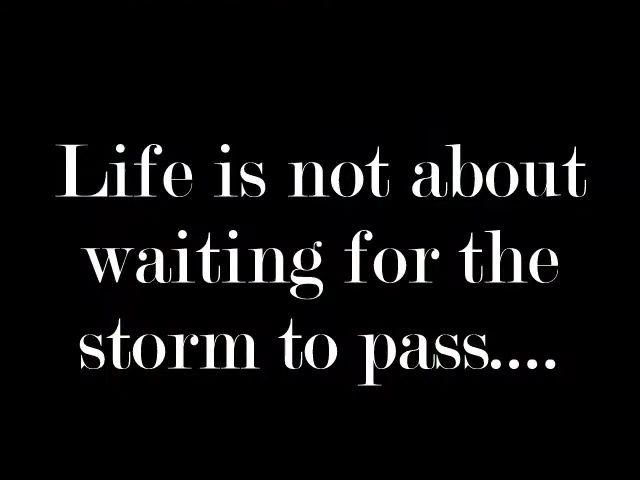 Life is not about
waiting for the
storm to pass....